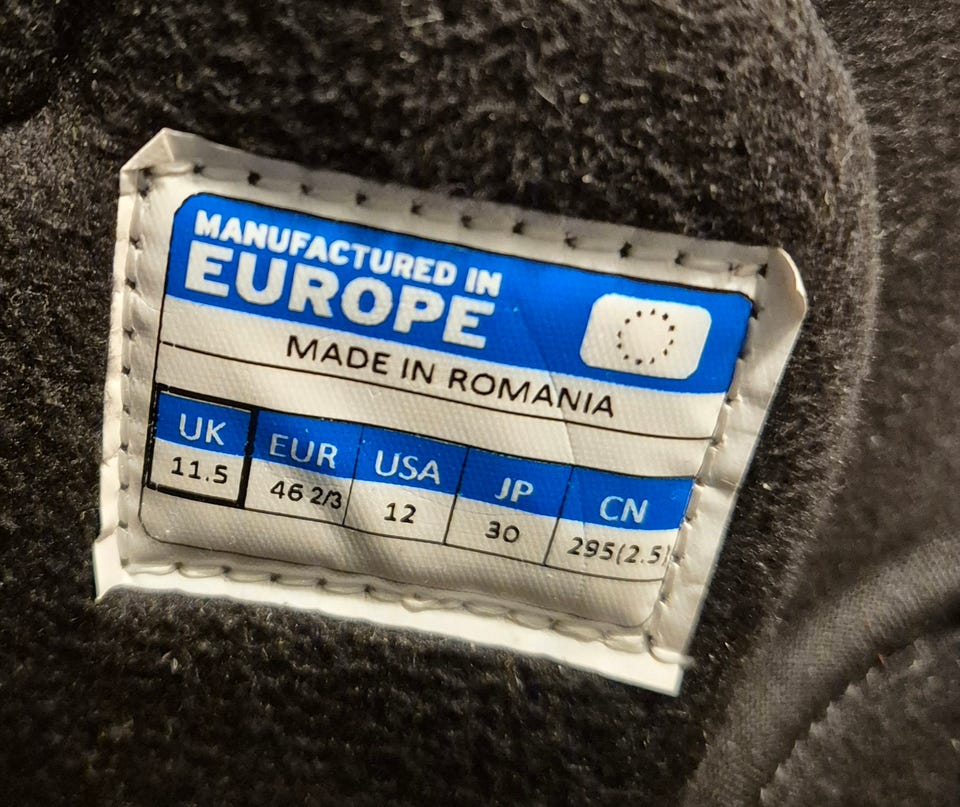 MANUFACTURED IN
EUROPE
MADE IN ROMANIA
UK EUR USA JP CN
11.5 46 2/3 12 30 295(2.5)